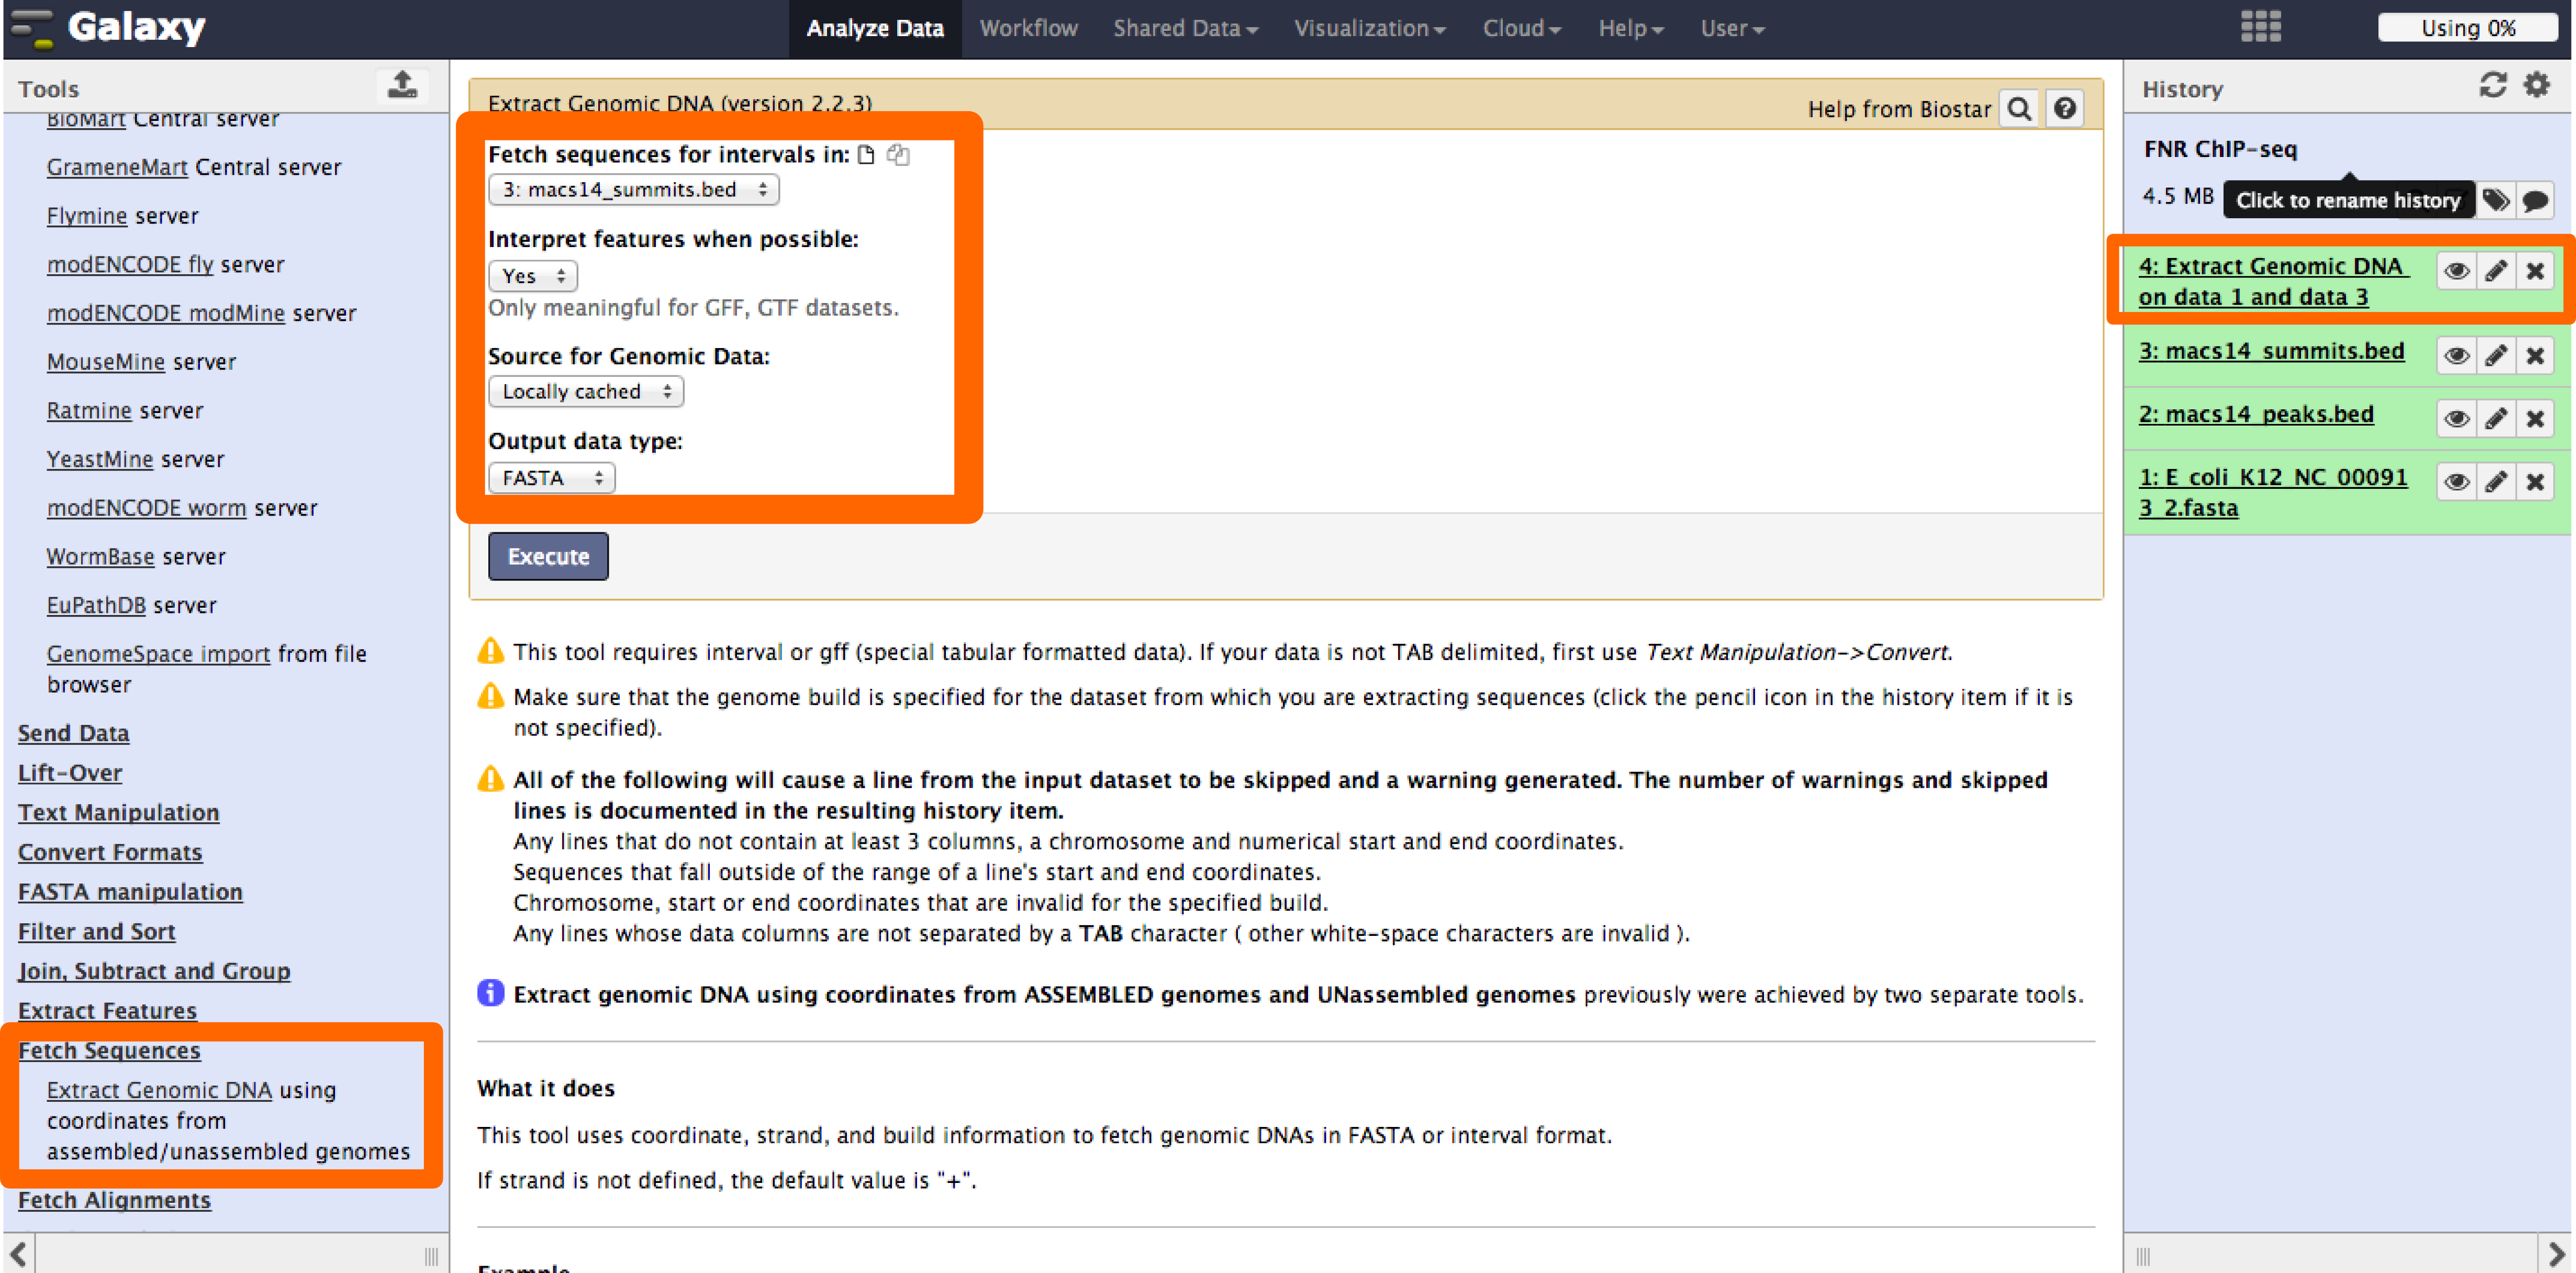 Galaxy
Analyze Data
Workflow
Shared Data
Visualization
Cloud
Help
User
Using 0%
Tools
BioMart Central server
GrameneMart Central server
Flymine server
modENCODE fly server
modENCODE modMine server
MouseMine server
Ratmine server
YeastMine server
modENCODE worm server
WormBase server
EuPathDB server
GenomeSpace import from file
browser
Send Data
Lift-Over
Text Manipulation
Convert Formats
FASTA manipulation
Filter and Sort
Join, Subtract and Group
Extract Features
Fetch Sequences
Extract Genomic DNA using
coordinates from
assembled/unassembled genomes
Fetch Alignments
Extract Genomic DNA (version 2.2.3)
Help from Biostar
Fetch sequences for intervals in:
3: macs14_summits.bed
Interpret features when possible:
Yes
Only meaningful for GFF, GTF datasets.
Source for Genomic Data:
Locally cached
Output data type:
FASTA
Execute
This tool requires interval or gff (special tabular formatted data). If your data is not TAB delimited, first use Text Manipulation->Convert.
Make sure that the genome build is specified for the dataset from which you are extracting sequences (click the pencil icon in the history item if it is
not specified).
All of the following will cause a line from the input dataset to be skipped and a warning generated. The number of warnings and skipped
lines is documented in the resulting history item.
Any lines that do not contain at least 3 columns, a chromosome and numerical start and end coordinates.
Sequences that fall outside of the range of a line's start and end coordinates.
Chromosome, start or end coordinates that are invalid for the specified build.
Any lines whose data columns are not separated by a TAB character ( other white-space characters are invalid ).
Extract genomic DNA using coordinates from ASSEMBLED genomes and UNassembled genomes previously were achieved by two separate tools.
What it does
This tool uses coordinate, strand, and build information to fetch genomic DNAs in FASTA or interval format.
If strand is not defined, the default value is "+".
Example
History
FNR ChIP-seq
4.5 MB
Click to rename history
4: Extract Genomic DNA
on data 1 and data 3
3: macs14_summits.bed
2: macs14_peaks.bed
1: E_coli_K12_NC_00091
3_2.fasta